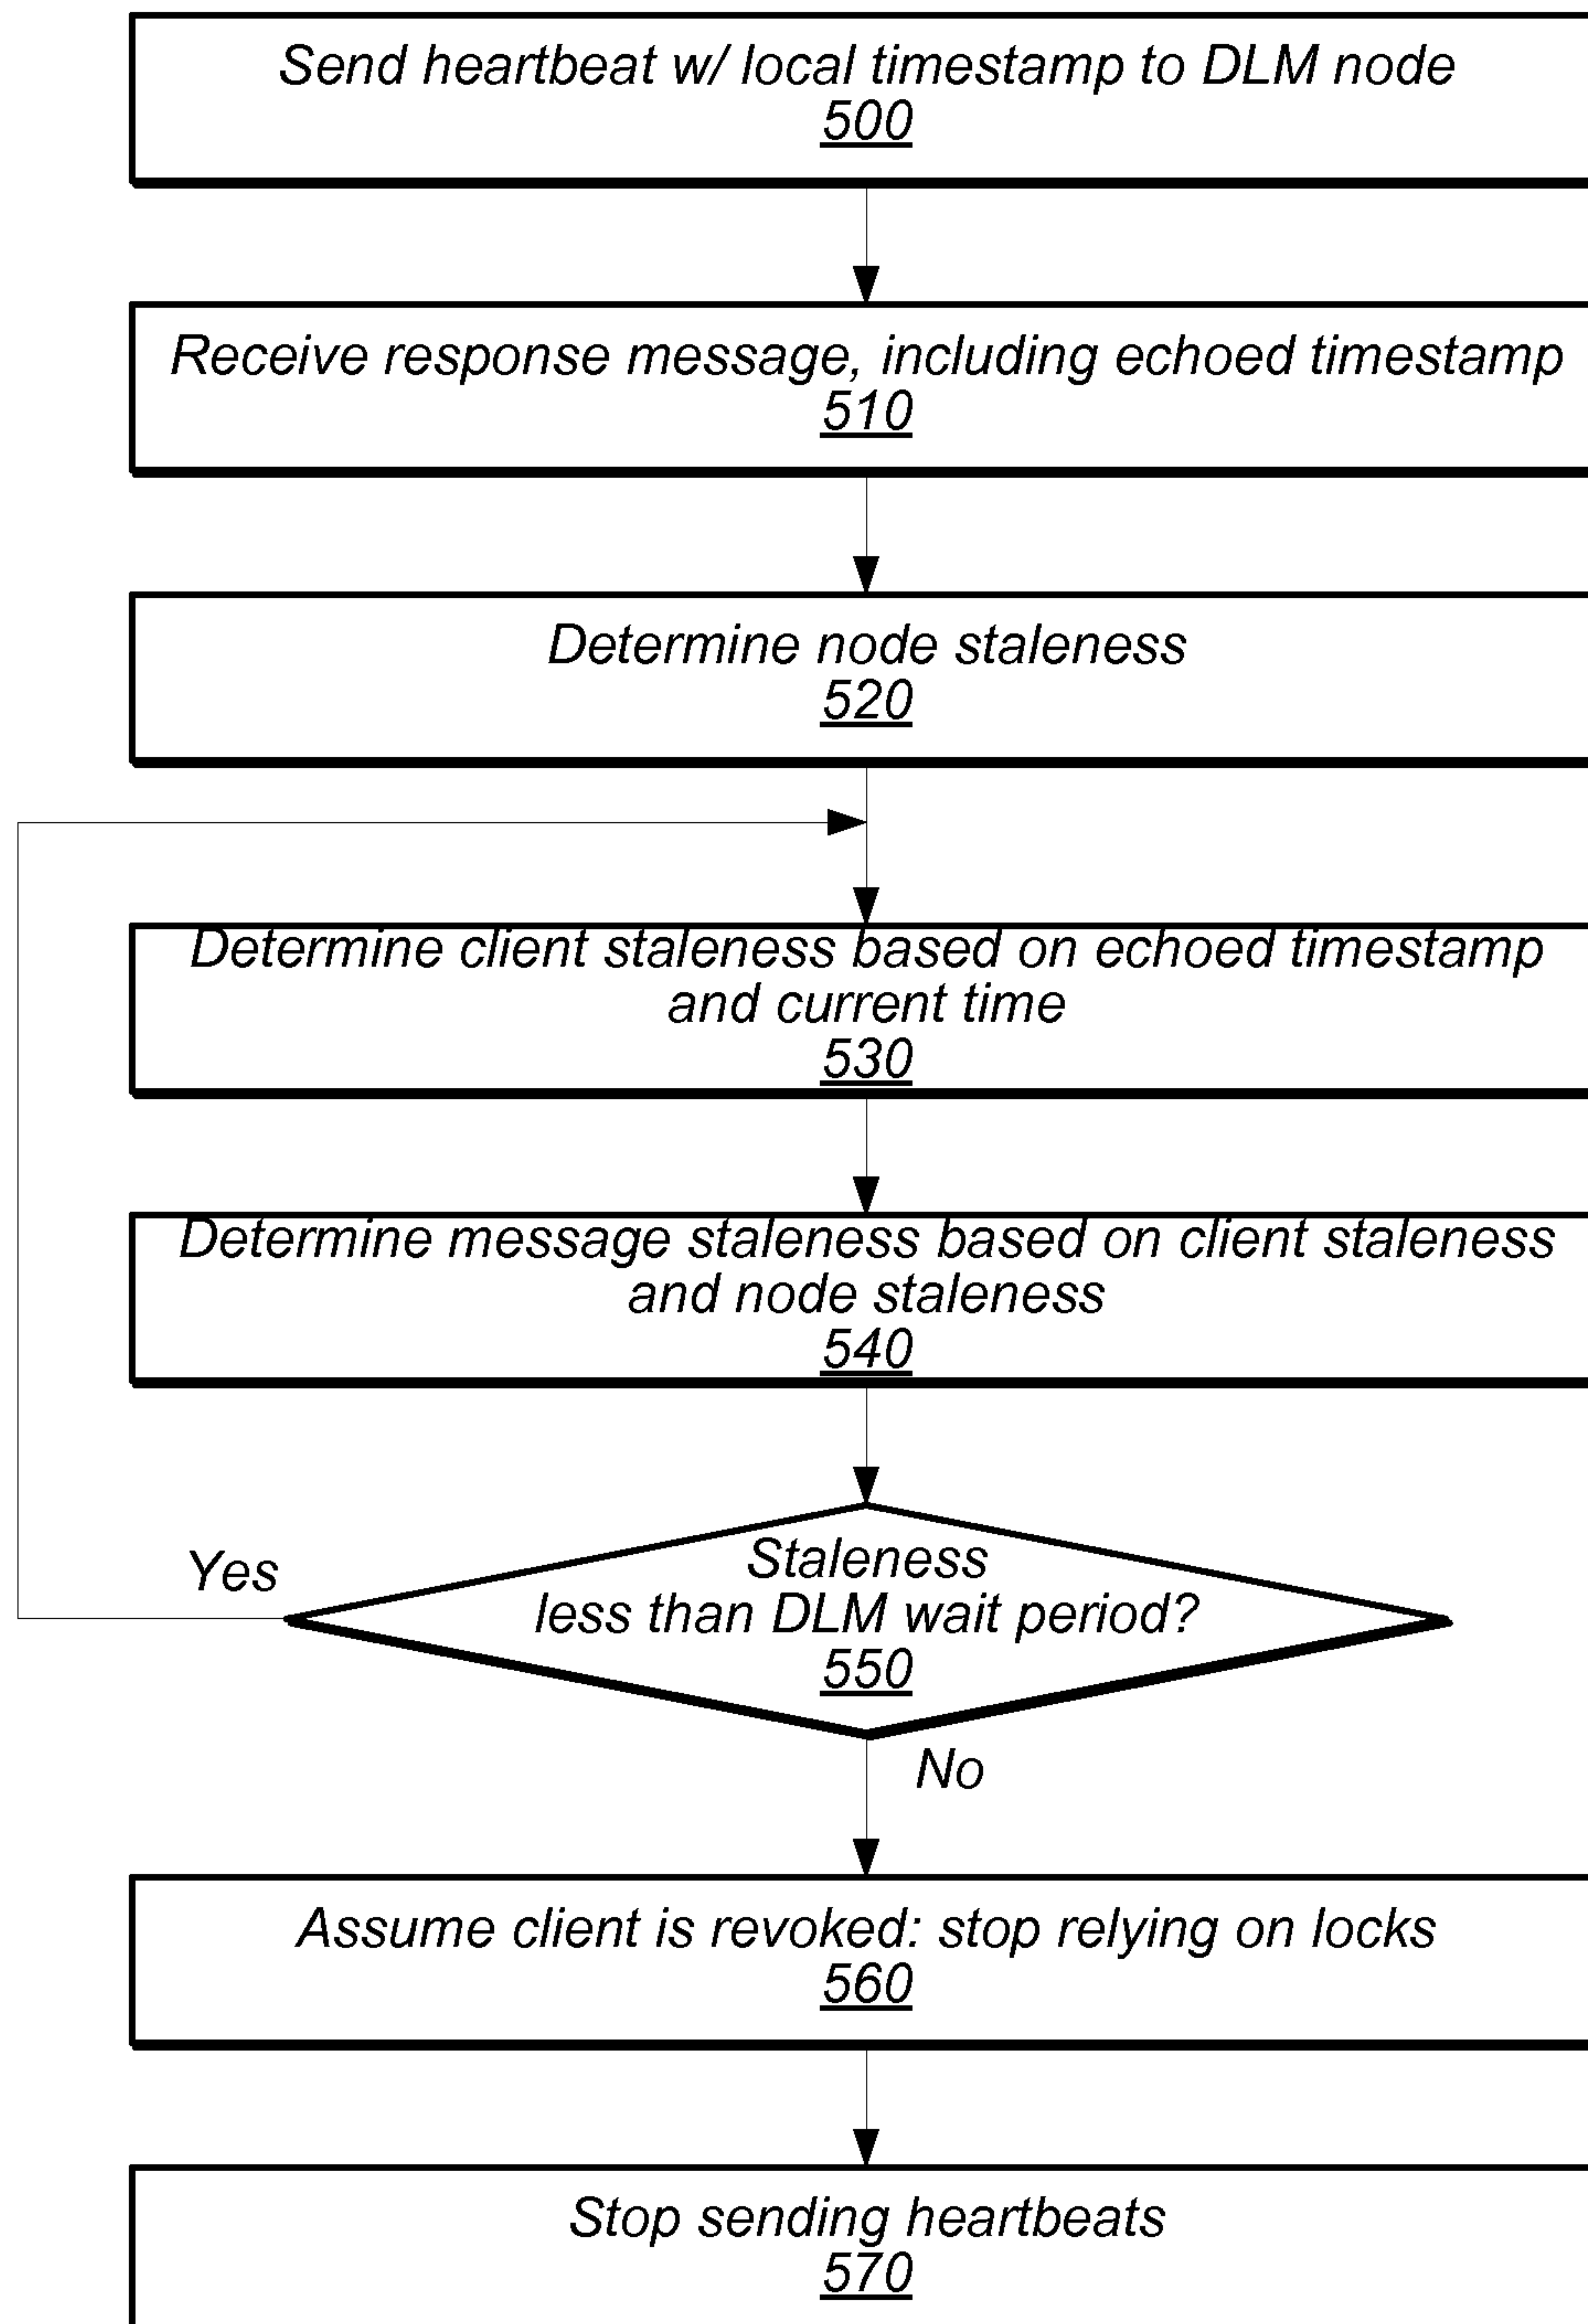 Send heartbeat w/ local timestamp to DLM node
500
Receive response message, including echoed timestamp
510
Determine node staleness
520
Determine client staleness based on echoed timestamp
and current time
530
Determine message staleness based on client staleness
and node staleness
540
Staleness
less than DLM wait period?
550
Yes
No
Assume client is revoked: stop relying on locks
560
Stop sending heartbeats
570